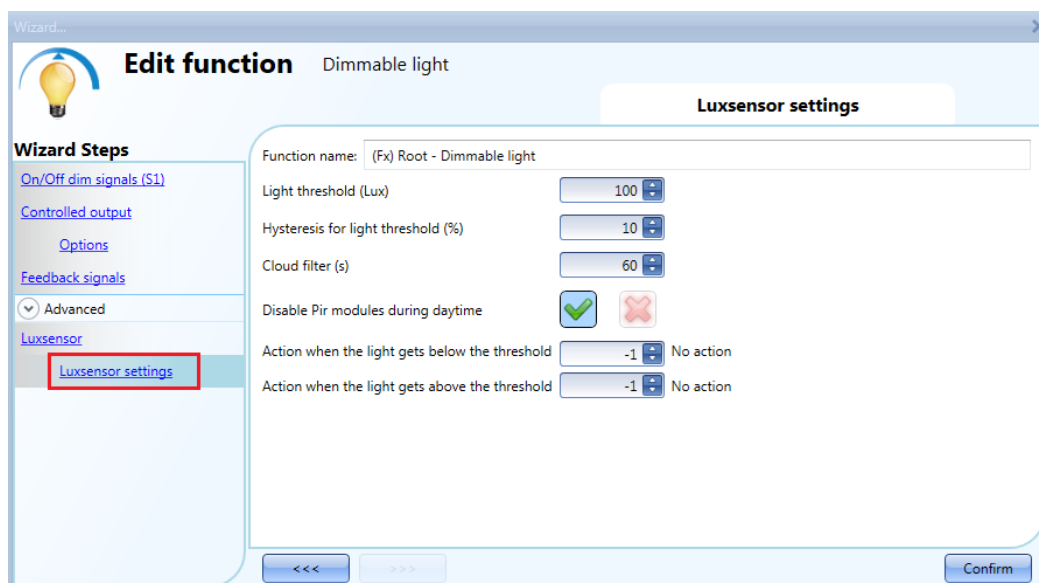 Wizard...
Edit function Dimmable light
Luxsensor settings
Wizard Steps
On/Off dim signals (S1)
Controlled output
Options
Feedback signals
Advanced
Luxsensor
Luxsensor settings
Function name: (Fx) Root - Dimmable light
Light threshold (Lux) 100
Hysteresis for light threshold (%) 10
Cloud filter (s) 60
Disable Pir modules during daytime
Action when the light gets below the threshold -1 No action
Action when the light gets above the threshold -1 No action
<<< >>> Confirm